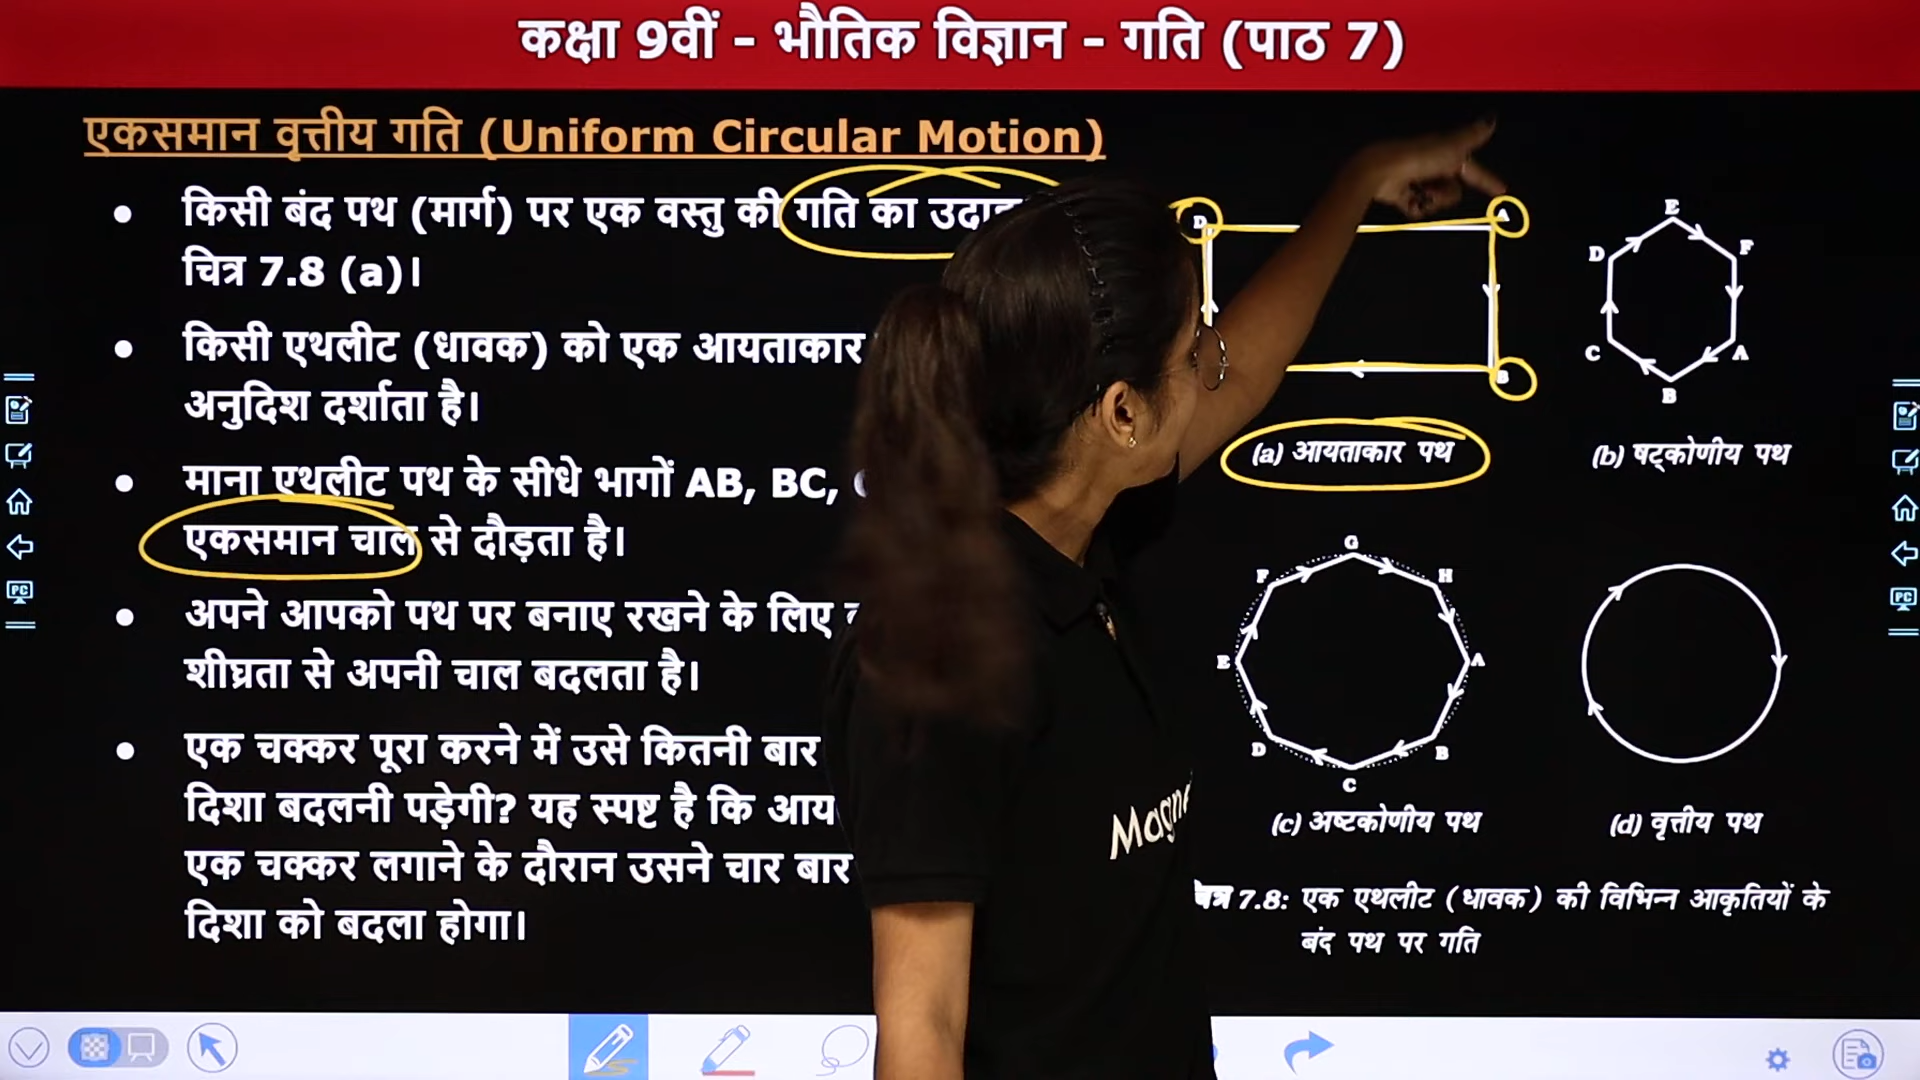 कक्षा 9वीं - भौतिक विज्ञान - गति (पाठ 7)
एकसमान वृत्तीय गति (Uniform Circular Motion)
किसी बंद पथ (मार्ग) पर एक वस्तु की गति का
चित्र 7.8 (a)।
किसी एथलीट (धावक) को एक आयताकार
अनुदिश दर्शाता है।
माना एथलीट पथ के सीधे भागों AB, BC,
एकसमान चाल से दौड़ता है।
अपने आपको पथ पर बनाए रखने के लिए
शीघ्रता से अपनी चाल बदलता है।
एक चक्कर पूरा करने में उसे कितनी बार
दिशा बदलनी पड़ेगी? यह स्पष्ट है कि
एक चक्कर लगाने के दौरान उसने चार बार
दिशा को बदला होगा।
D
A
B
(a) आयताकार पथ
E
D
F
C
A
B
(b) षट्कोणीय पथ
G
F
H
E
A
D
B
C
(c) अष्टकोणीय पथ
(d) वृत्तीय पथ
7.8: एक एथलीट (धावक) की विभिन्न आकृतियों के
बंद पथ पर गति
PC
PC